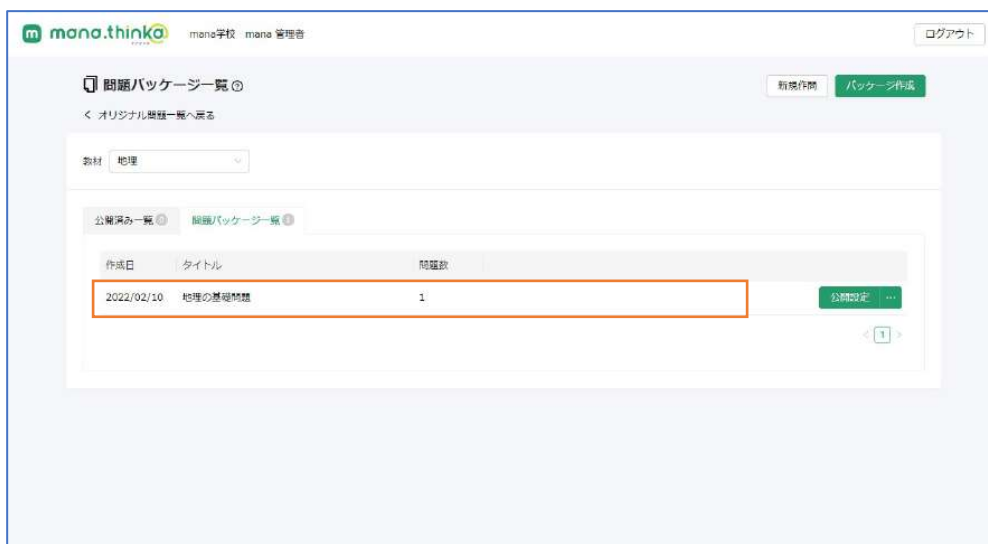 mana.think@ mana学校 mana 管理者 ログアウト
問題パッケージ一覧 新規作問 パッケージ作成
< オリジナル問題一覧へ戻る
教材 地理
公開済み一覧 問題パッケージ一覧
作成日 タイトル 問題数
2022/02/10 地理の基礎問題 1 公開設定 ...
< 1 >